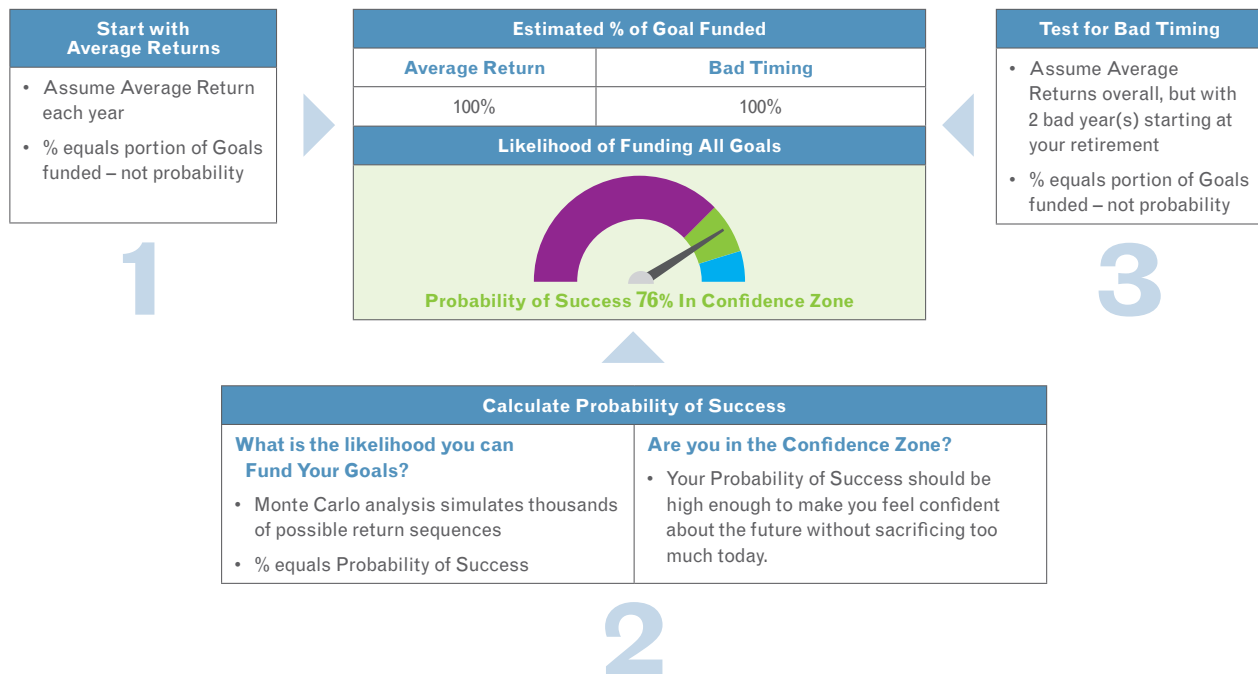 Start with
Average Returns
• Assume Average Return
each year
• % equals portion of Goals
funded – not probability
1
Estimated % of Goal Funded
Average Return
Bad Timing
100%
100%
Likelihood of Funding All Goals
Probability of Success 76% In Confidence Zone
Calculate Probability of Success
What is the likelihood you can
Fund Your Goals?
• Monte Carlo analysis simulates thousands
of possible return sequences
• % equals Probability of Success
Are you in the Confidence Zone?
• Your Probability of Success should be
high enough to make you feel confident
about the future without sacrificing too
much today.
2
Test for Bad Timing
• Assume Average
Returns overall, but with
2 bad year(s) starting at
your retirement
• % equals portion of Goals
funded – not probability
3